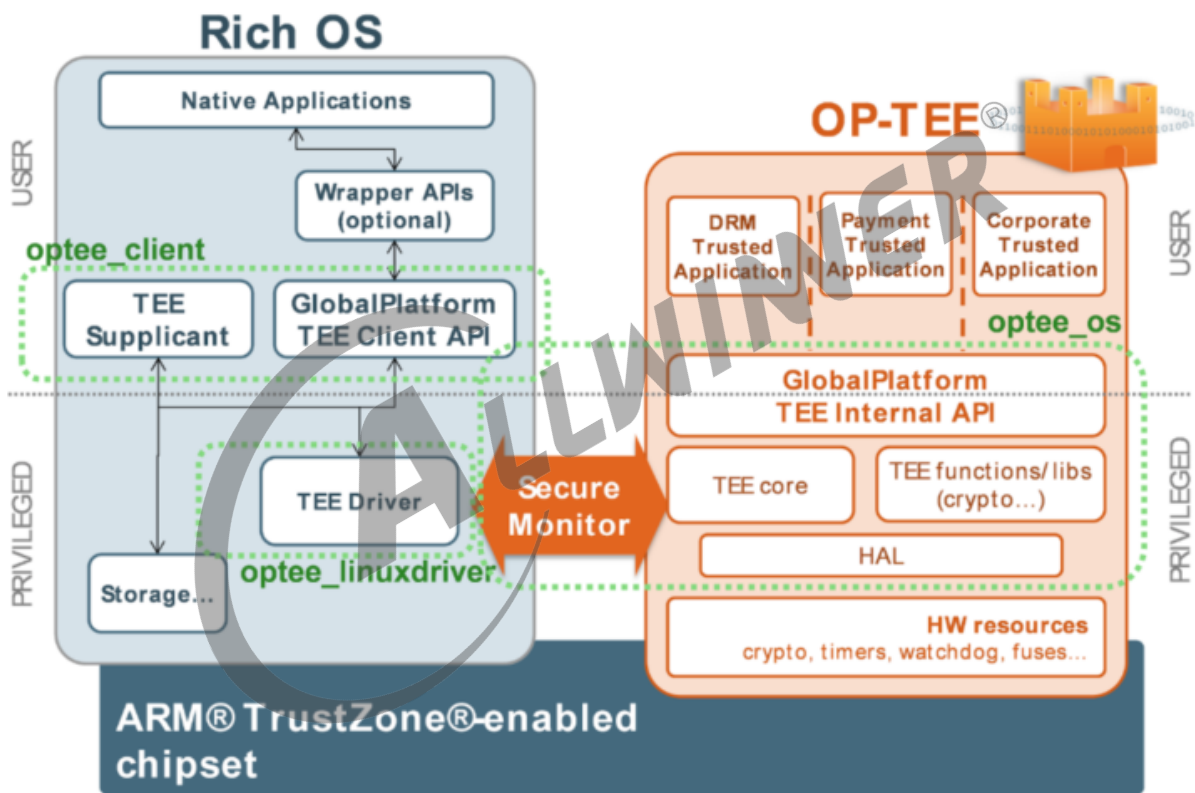 Rich OS
Native Applications
USER
Wrapper APIs
(optional)
optee_client
TEE
Supplicant
GlobalPlatform
TEE Client API
PRIVILEGED
TEE Driver
optee_linuxdriver
Storage...
Secure
Monitor
OP-TEE®
DRM
Trusted
Application
Payment
Trusted
Application
Corporate
Trusted
Application
USER
optee_os
GlobalPlatform
TEE Internal API
TEE core
TEE functions/libs
(crypto...)
HAL
PRIVILEGED
HW resources
crypto, timers, watchdog, fuses...
ARM® TrustZone®-enabled
chipset
ALLWINNER